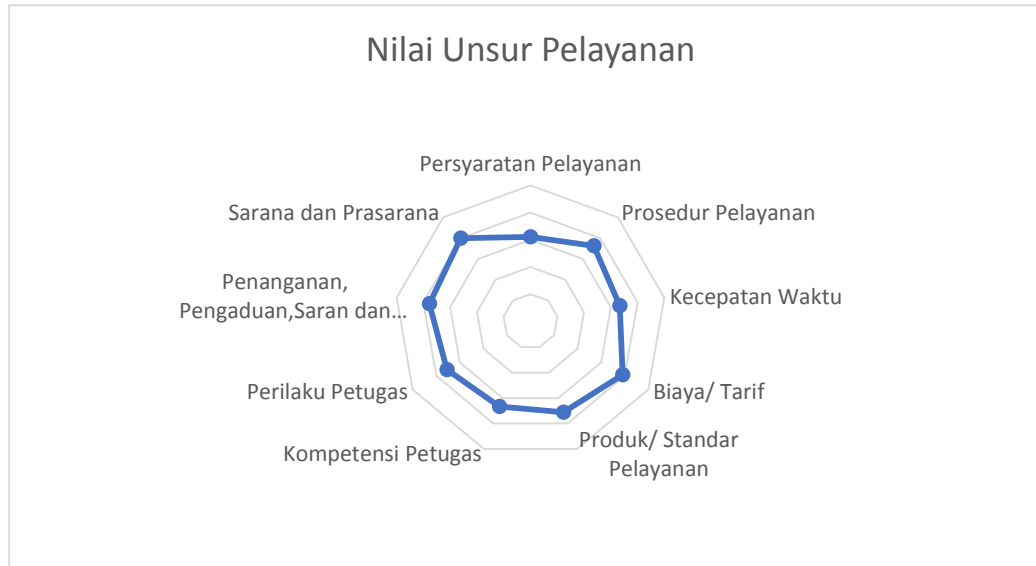 Nilai Unsur Pelayanan
Persyaratan Pelayanan
Sarana dan Prasarana
Prosedur Pelayanan
Penanganan,
Pengaduan,Saran dan...
Kecepatan Waktu
Perilaku Petugas
Biaya/ Tarif
Kompetensi Petugas
Produk/ Standar
Pelayanan